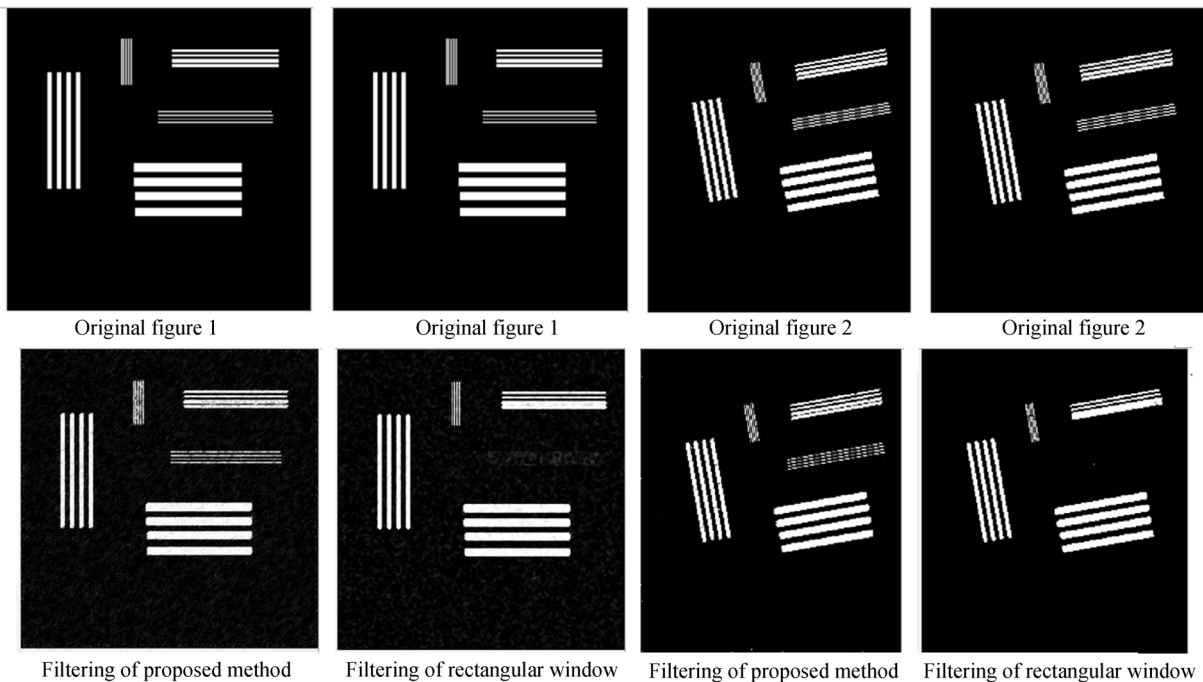 Original figure 1
Original figure 1
Original figure 2
Original figure 2
Filtering of proposed method
Filtering of rectangular window
Filtering of proposed method
Filtering of rectangular window